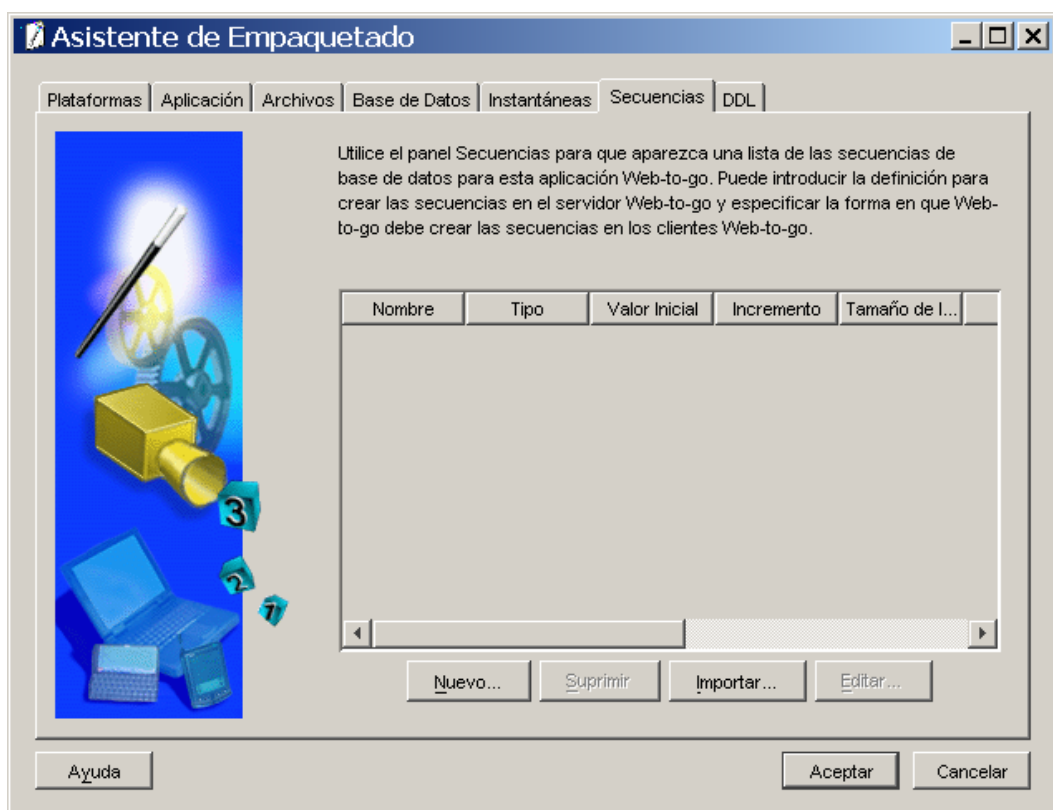 Asistente de Empaquetado
Plataformas Aplicación Archivos Base de Datos Instantáneas Secuencias DDL
Utilice el panel Secuencias para que aparezca una lista de las secuencias de
base de datos para esta aplicación Web-to-go. Puede introducir la definición para
crear las secuencias en el servidor Web-to-go y especificar la forma en que Web-
to-go debe crear las secuencias en los clientes Web-to-go.
Nombre Tipo Valor Inicial Incremento Tamaño de l...
3
2
1
Nuevo... Suprimir Importar... Editar...
Ayuda Aceptar Cancelar